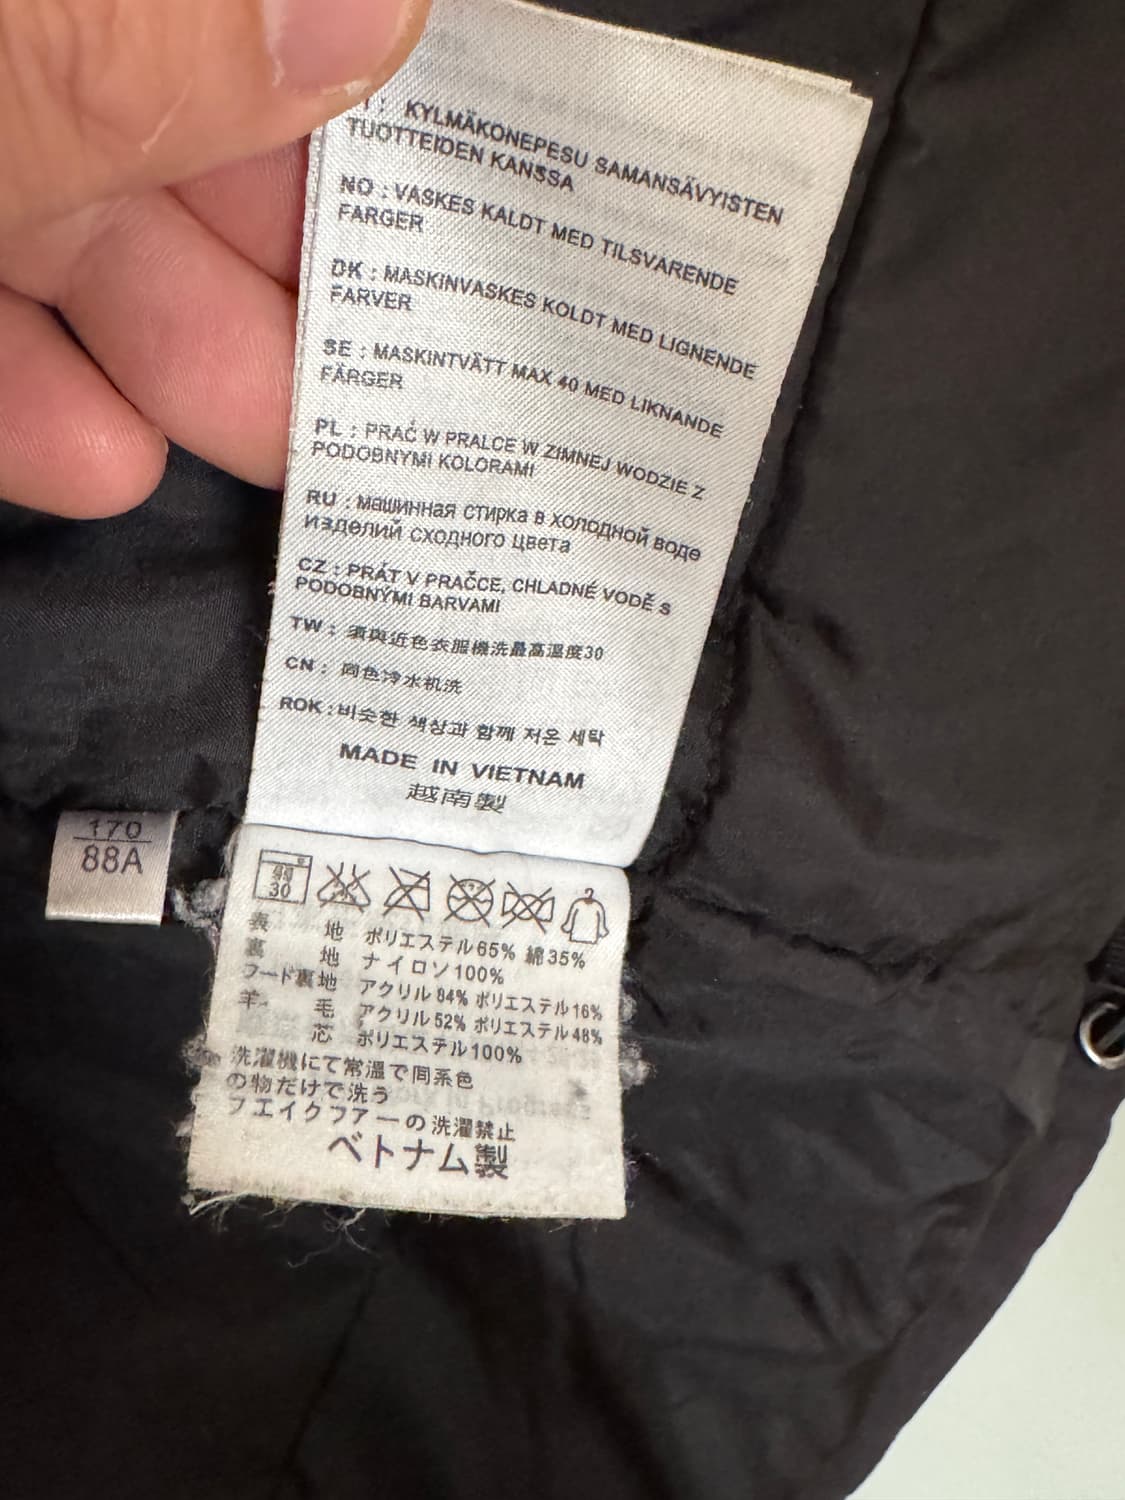 : KYLMÄKONEPESU SAMANSÄVYISTEN
TUOTTEIDEN KANSSA
NO : VASKES KALDT MED TILSVARENDE
FARGER
DK : MASKINVASKES KOLDT MED LIGNENDE
FARVER
SE : MASKINTVÄTT MAX 40 MED LIKNANDE
FÄRGER
PL : PRAĆ W PRALCE W ZIMNEJ WODZIE Z
PODOBNYMI KOLORAMI
RU : машинная стирка в холодной воде
изделий сходного цвета
CZ : PRÁT V PRAČCE, CHLADNÉ VODĚ S
PODOBNÝMI BARVAMI
TW : 須與近色衣服機洗最高溫度30
CN : 同色冷水机洗
ROK : 비슷한 색상과 함께 저온 세탁
MADE IN VIETNAM
越南製
170
88A
弱
30
表 地 ポリエステル65% 綿35%
裏 地 ナイロン100%
フード裏地 アクリル84% ポリエステル16%
羊 毛 アクリル52% ポリエステル48%
芯 ポリエステル100%
洗濯機にて常温で同系色
の物だけで洗う
フエイクファーの洗濯禁止
ベトナム製